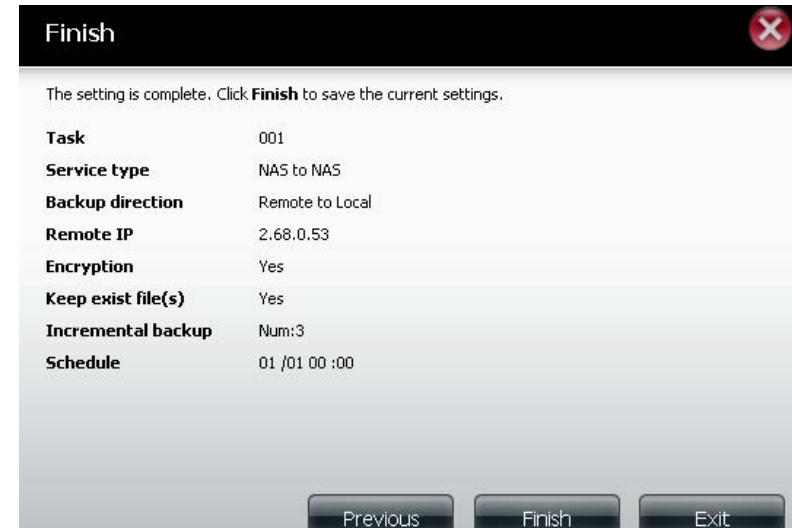 Finish
The setting is complete. Click Finish to save the current settings.
Task 001
Service type NAS to NAS
Backup direction Remote to Local
Remote IP 2.68.0.53
Encryption Yes
Keep exist file(s) Yes
Incremental backup Num:3
Schedule 01 /01 00 :00
Previous Finish Exit